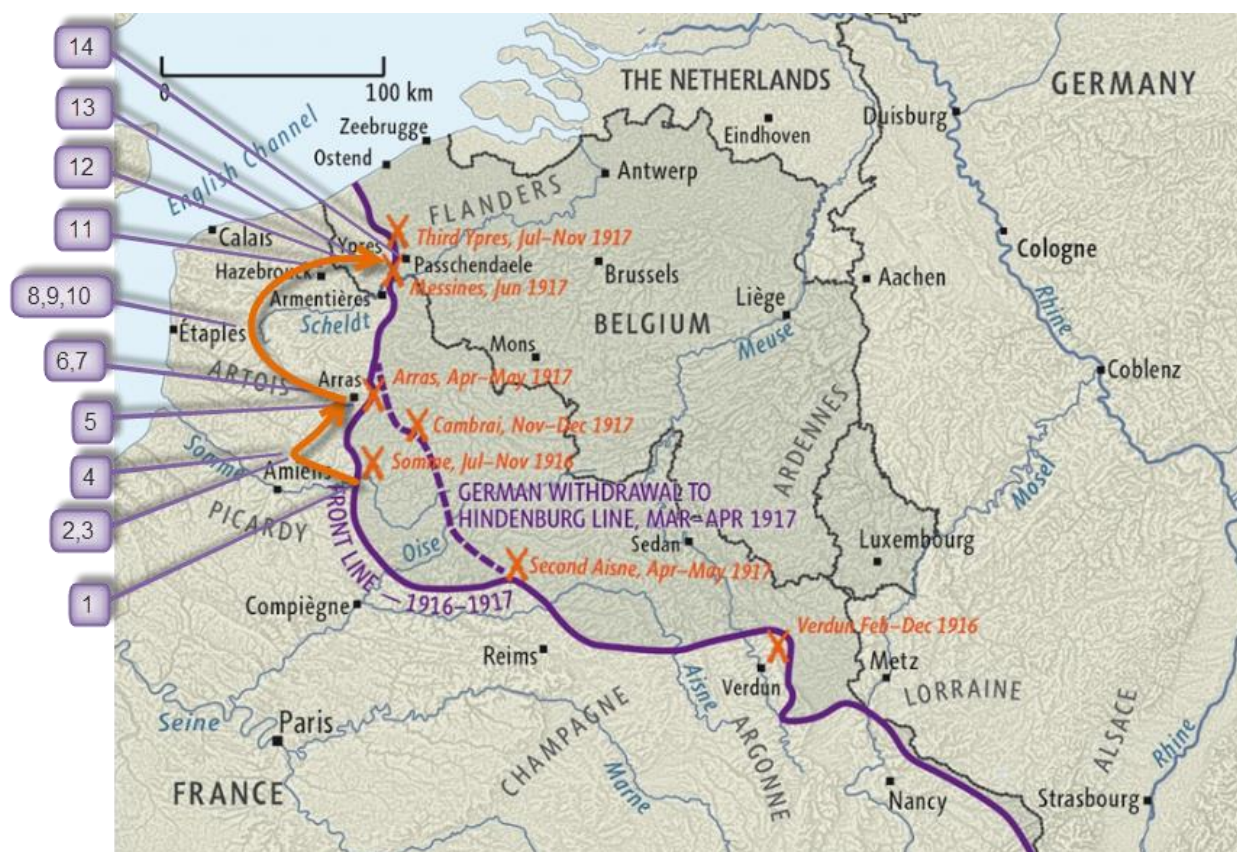 14
13
12
11
8,9,10
6,7
5
4
2,3
1
0
100 km
THE NETHERLANDS
GERMANY
Duisburg
Eindhoven
Zeebrugge
Ostend
English Channel
Antwerp
FLANDERS
Calais
Ypres
Third Ypres, Jul–Nov 1917
Cologne
Hazebrouck
Passchendaele
Brussels
Messines, Jun 1917
Aachen
Rhine
Armentières
Liège
Scheldt
BELGIUM
Étaples
Meuse
Mons
Coblenz
ARTOIS
Arras
Arras, Apr–May 1917
Cambrai, Nov–Dec 1917
ARDENNES
Somme
Amiens
Somme, Jul–Nov 1916
Mosel
PICARDY
GERMAN WITHDRAWAL TO
HINDENBURG LINE, MAR–APR 1917
Oise
Sedan
Luxembourg
Second Aisne, Apr–May 1917
FRONT LINE — 1916–1917
Compiègne
Verdun Feb–Dec 1916
Reims
Metz
Aisne
Verdun
LORRAINE
Seine
Paris
CHAMPAGNE
ARGONNE
ALSACE
Rhine
Marne
FRANCE
Nancy
Strasbourg